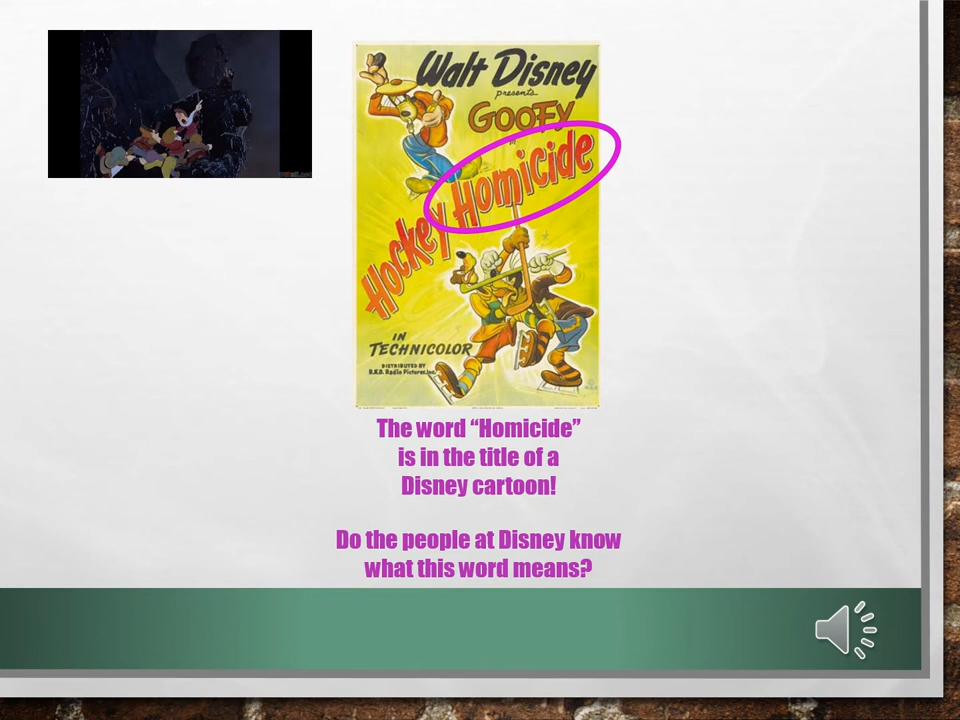 Walt Disney
presents
GOOFY
in
Hockey Homicide
IN
TECHNICOLOR
DISTRIBUTED BY
R.K.O. Radio Pictures, Inc.
The word “Homicide”
is in the title of a
Disney cartoon!
Do the people at Disney know
what this word means?